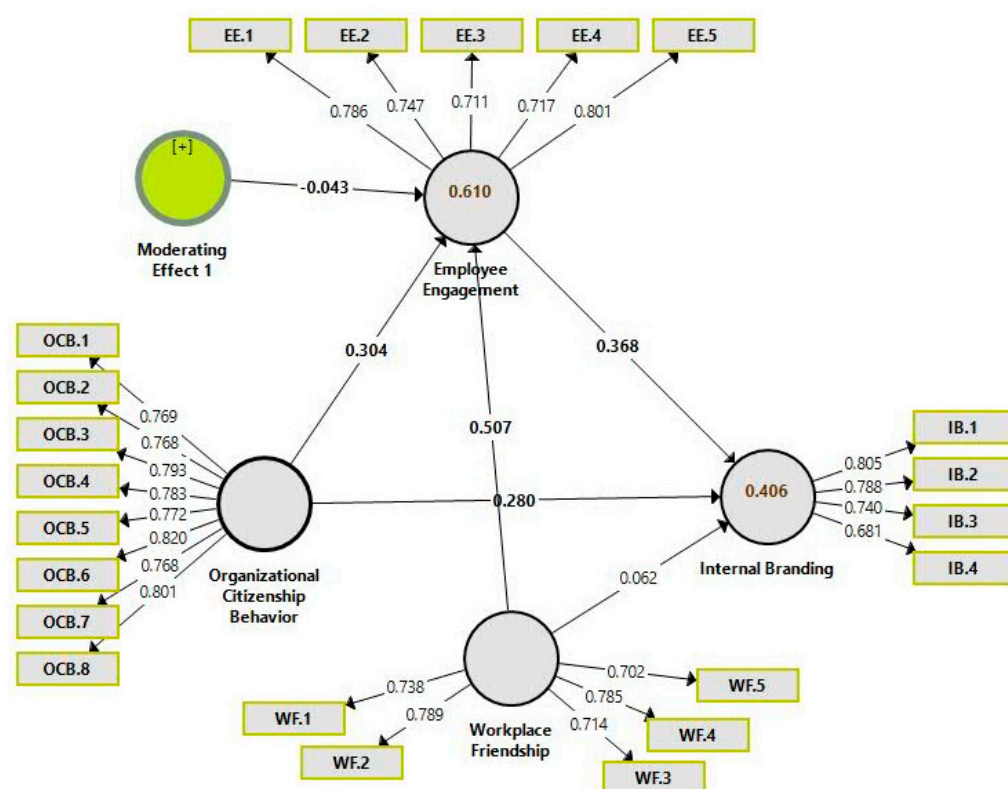 EE.1
EE.2
EE.3
EE.4
EE.5
0.786
0.747
0.711
0.717
0.801
[+]
-0.043
0.610
Moderating
Effect 1
Employee
Engagement
OCB.1
OCB.2
OCB.3
OCB.4
OCB.5
OCB.6
OCB.7
OCB.8
0.769
0.768
0.793
0.783
0.772
0.820
0.768
0.801
Organizational
Citizenship
Behavior
0.304
0.507
0.368
0.280
0.062
0.406
Internal Branding
0.805
0.788
0.740
0.681
IB.1
IB.2
IB.3
IB.4
Workplace
Friendship
0.738
0.789
0.714
0.785
0.702
WF.1
WF.2
WF.3
WF.4
WF.5